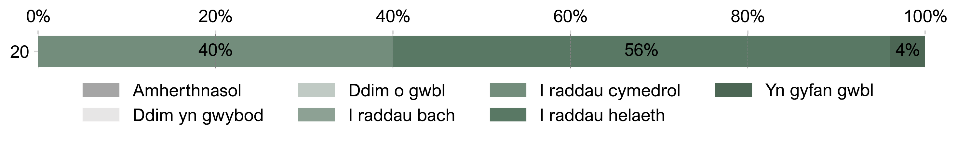 0% 20% 40% 60% 80% 100%
20 40% 56% 4%
Amherthnasol Ddim o gwbl I raddau cymedrol Yn gyfan gwbl
Ddim yn gwybod I raddau bach I raddau helaeth